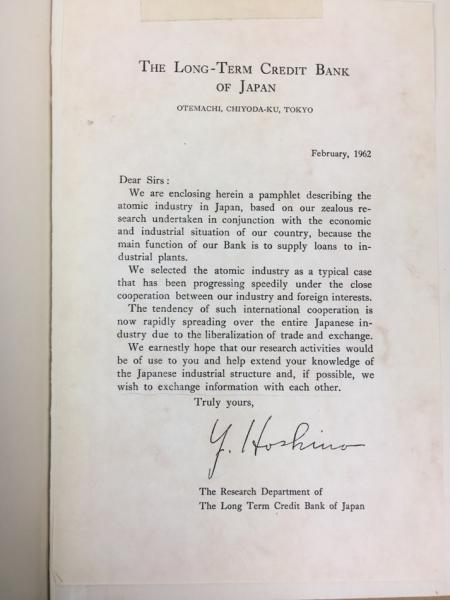 THE LONG-TERM CREDIT BANK
OF JAPAN
OTEMACHI, CHIYODA-KU, TOKYO
February, 1962
Dear Sirs :
We are enclosing herein a pamphlet describing the
atomic industry in Japan, based on our zealous re-
search undertaken in conjunction with the economic
and industrial situation of our country, because the
main function of our Bank is to supply loans to in-
dustrial plants.
We selected the atomic industry as a typical case
that has been progressing speedily under the close
cooperation between our industry and foreign interests.
The tendency of such international cooperation is
now rapidly spreading over the entire Japanese in-
dustry due to the liberalization of trade and exchange.
We earnestly hope that our research activities would
be of use to you and help extend your knowledge of
the Japanese industrial structure and, if possible, we
wish to exchange information with each other.
Truly yours,
Y. Hoshino
The Research Department of
The Long Term Credit Bank of Japan